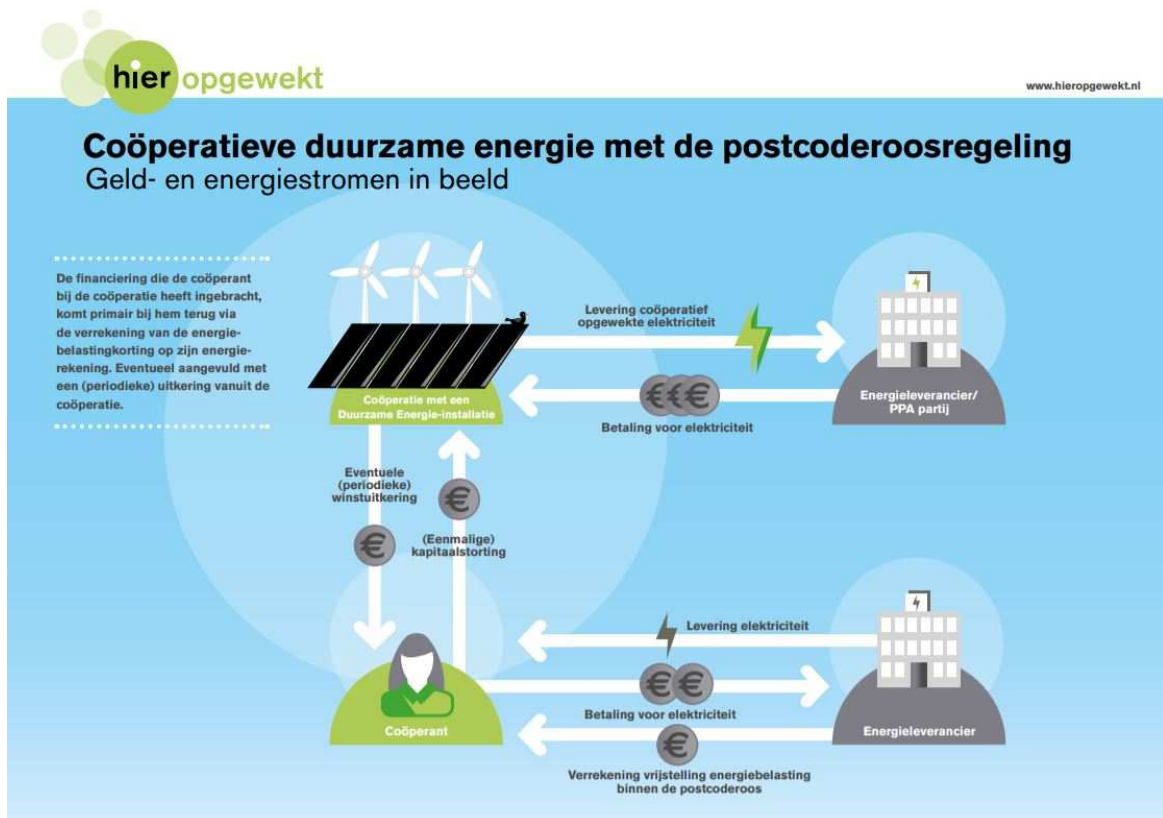 hier opgewekt
www.hieropgewekt.nl
Coöperatieve duurzame energie met de postcoderoosregeling
Geld- en energiestromen in beeld
De financiering die de coöperant
bij de coöperatie heeft ingebracht,
komt primair bij hem terug via
de verrekening van de energie-
belastingkorting op zijn energie-
rekening. Eventueel aangevuld met
een (periodieke) uitkering vanuit de
coöperatie.
Coöperatie met een
Duurzame Energie-installatie
Levering coöperatief
opgewekte elektriciteit
€€€
Betaling voor elektriciteit
Energieleverancier/
PPA partij
Eventuele
(periodieke)
winstuitkering
€
€
(Eenmalige)
kapitaalstorting
Levering elektriciteit
€€
Betaling voor elektriciteit
€
Verrekening vrijstelling energiebelasting
binnen de postcoderoos
Coöperant
Energieleverancier